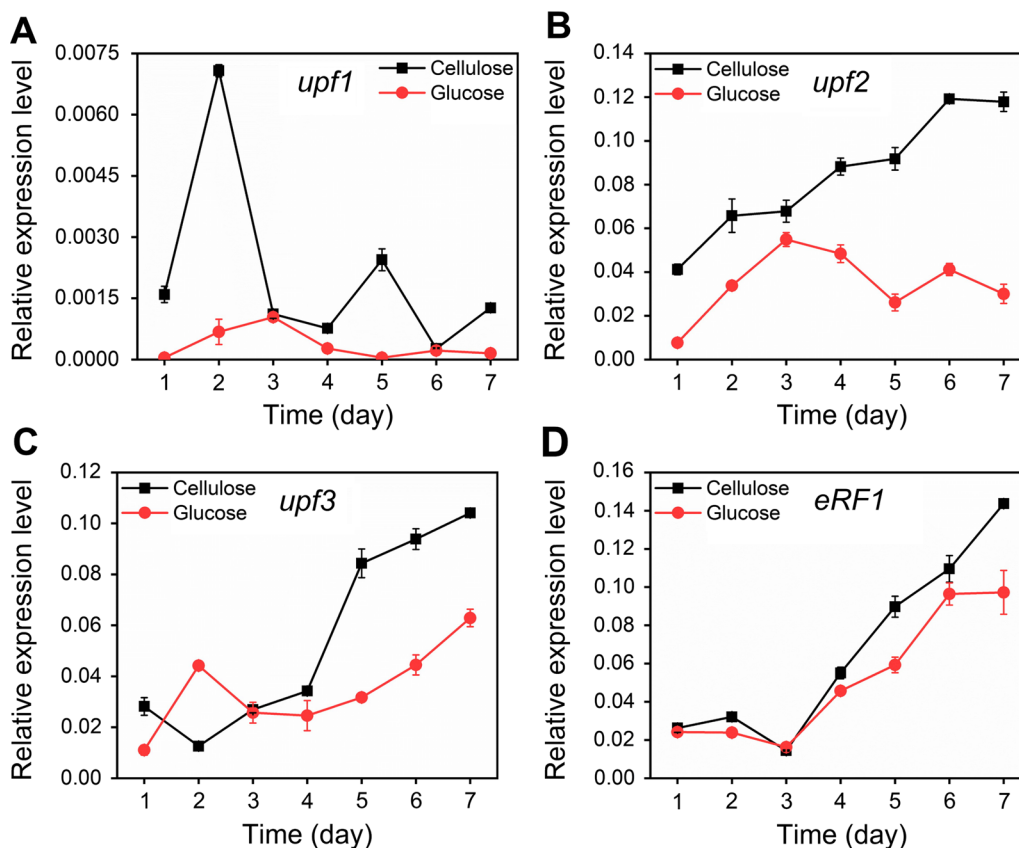 A
upf1
Cellulose
Glucose
Relative expression level
0.0075
0.0060
0.0045
0.0030
0.0015
0.0000
1 2 3 4 5 6 7
Time (day)
B
upf2
Cellulose
Glucose
Relative expression level
0.14
0.12
0.10
0.08
0.06
0.04
0.02
0.00
1 2 3 4 5 6 7
Time (day)
C
upf3
Cellulose
Glucose
Relative expression level
0.12
0.10
0.08
0.06
0.04
0.02
0.00
1 2 3 4 5 6 7
Time (day)
D
eRF1
Cellulose
Glucose
Relative expression level
0.16
0.14
0.12
0.10
0.08
0.06
0.04
0.02
0.00
1 2 3 4 5 6 7
Time (day)